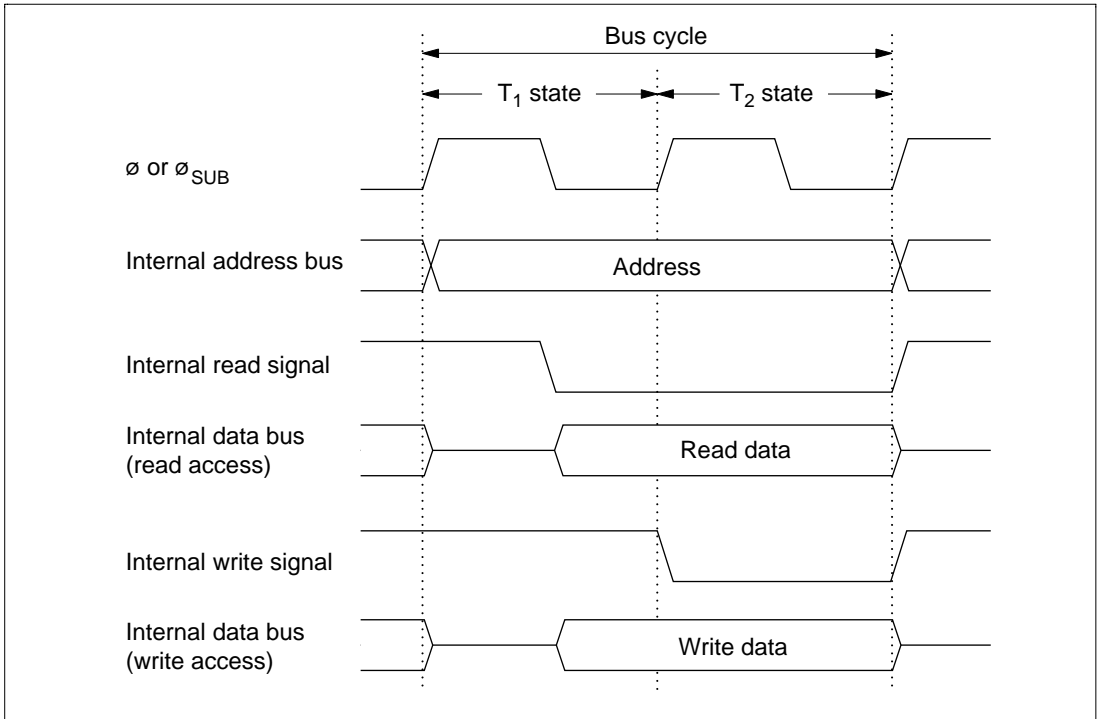 Bus cycle
T1 state
T2 state
ø or øSUB
Internal address bus
Address
Internal read signal
Internal data bus
(read access)
Read data
Internal write signal
Internal data bus
(write access)
Write data